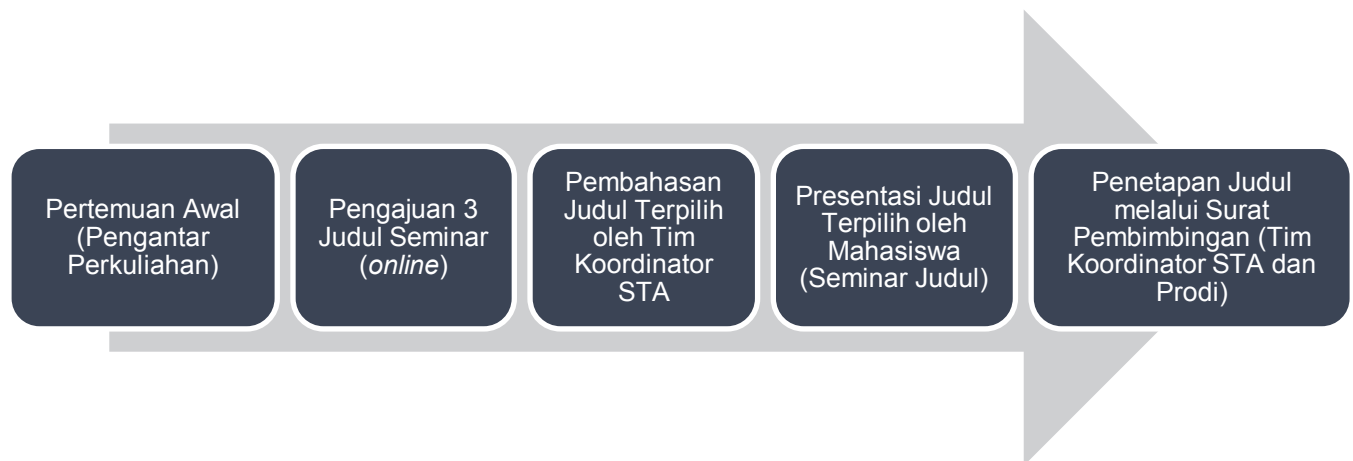 Pertemuan Awal
(Pengantar
Perkuliahan)
Pengajuan 3
Judul Seminar
(online)
Pembahasan
Judul Terpilih
oleh Tim
Koordinator
STA
Presentasi Judul
Terpilih oleh
Mahasiswa
(Seminar Judul)
Penetapan Judul
melalui Surat
Pembimbingan (Tim
Koordinator STA dan
Prodi)